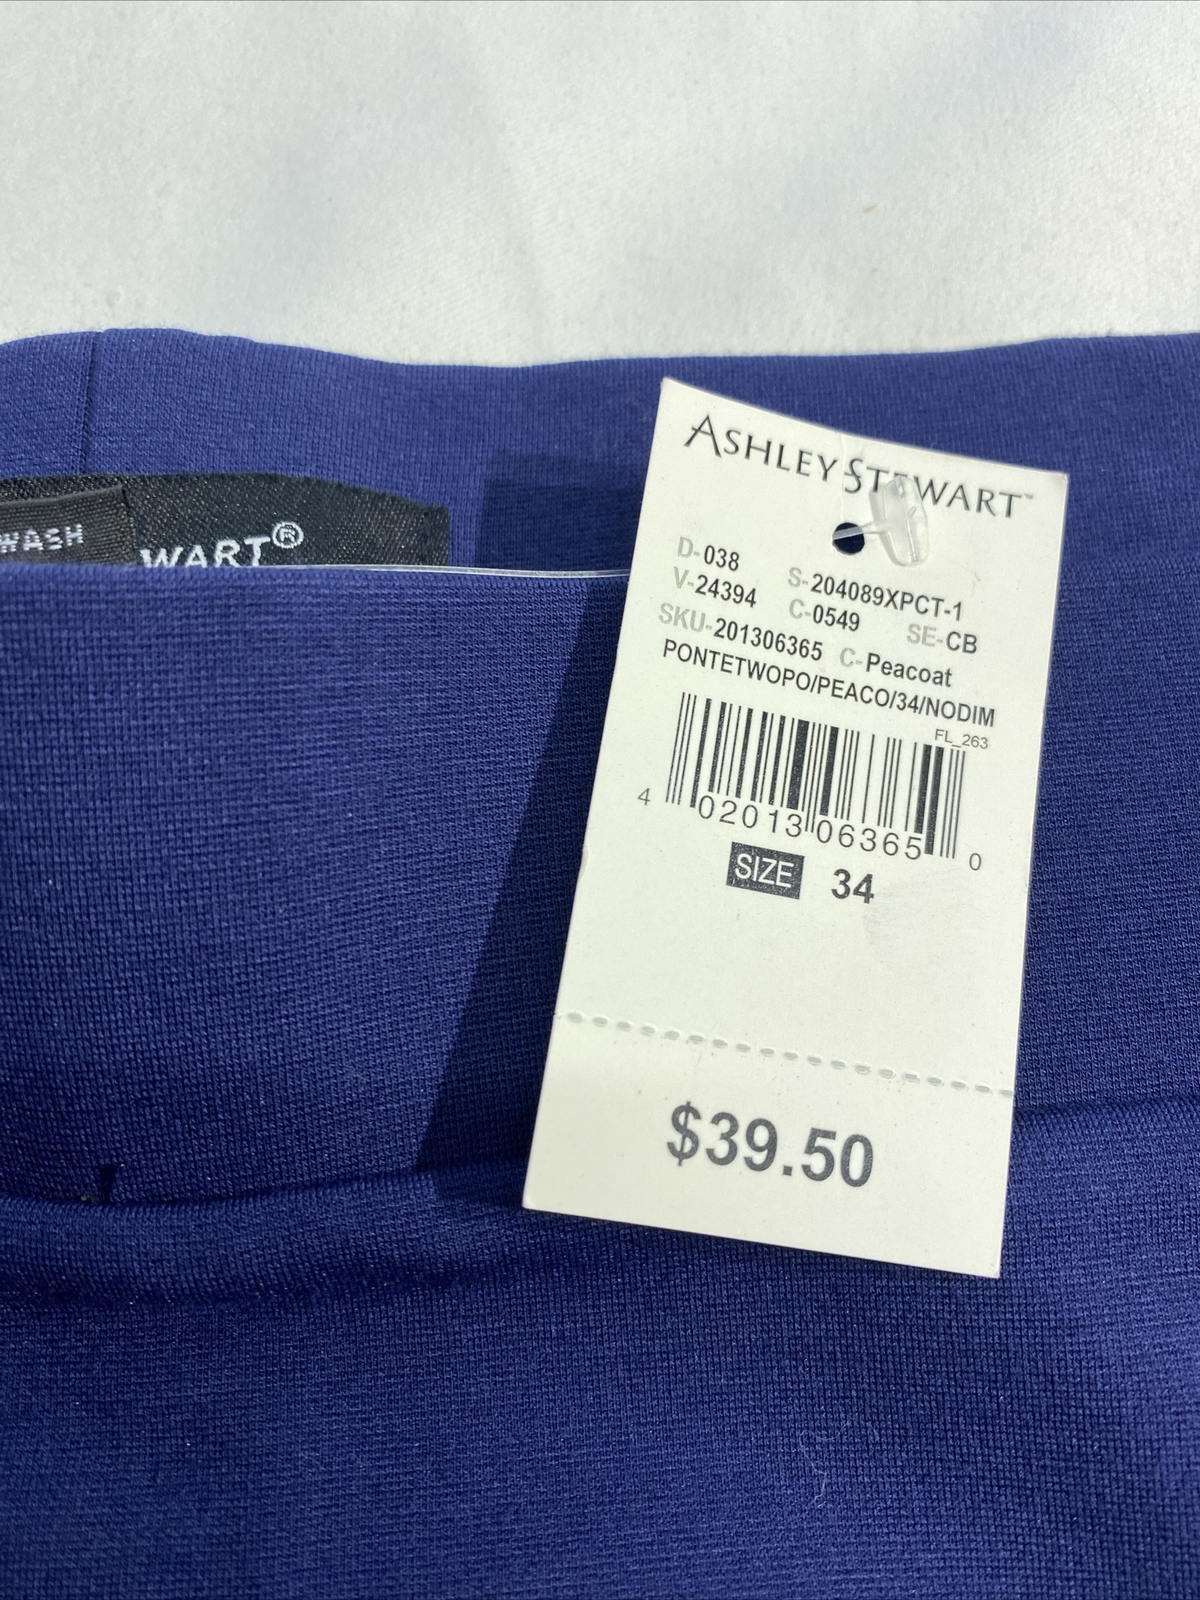 ASHLEY STEWART™
D-038 S-204089XPCT-1
V-24394 C-0549 SE-CB
SKU-201306365 C-Peacoat
PONTETWOPO/PEACO/34/NODIM
FL_263
4 02013 06365 0
SIZE 34
$39.50
WASH
WART®